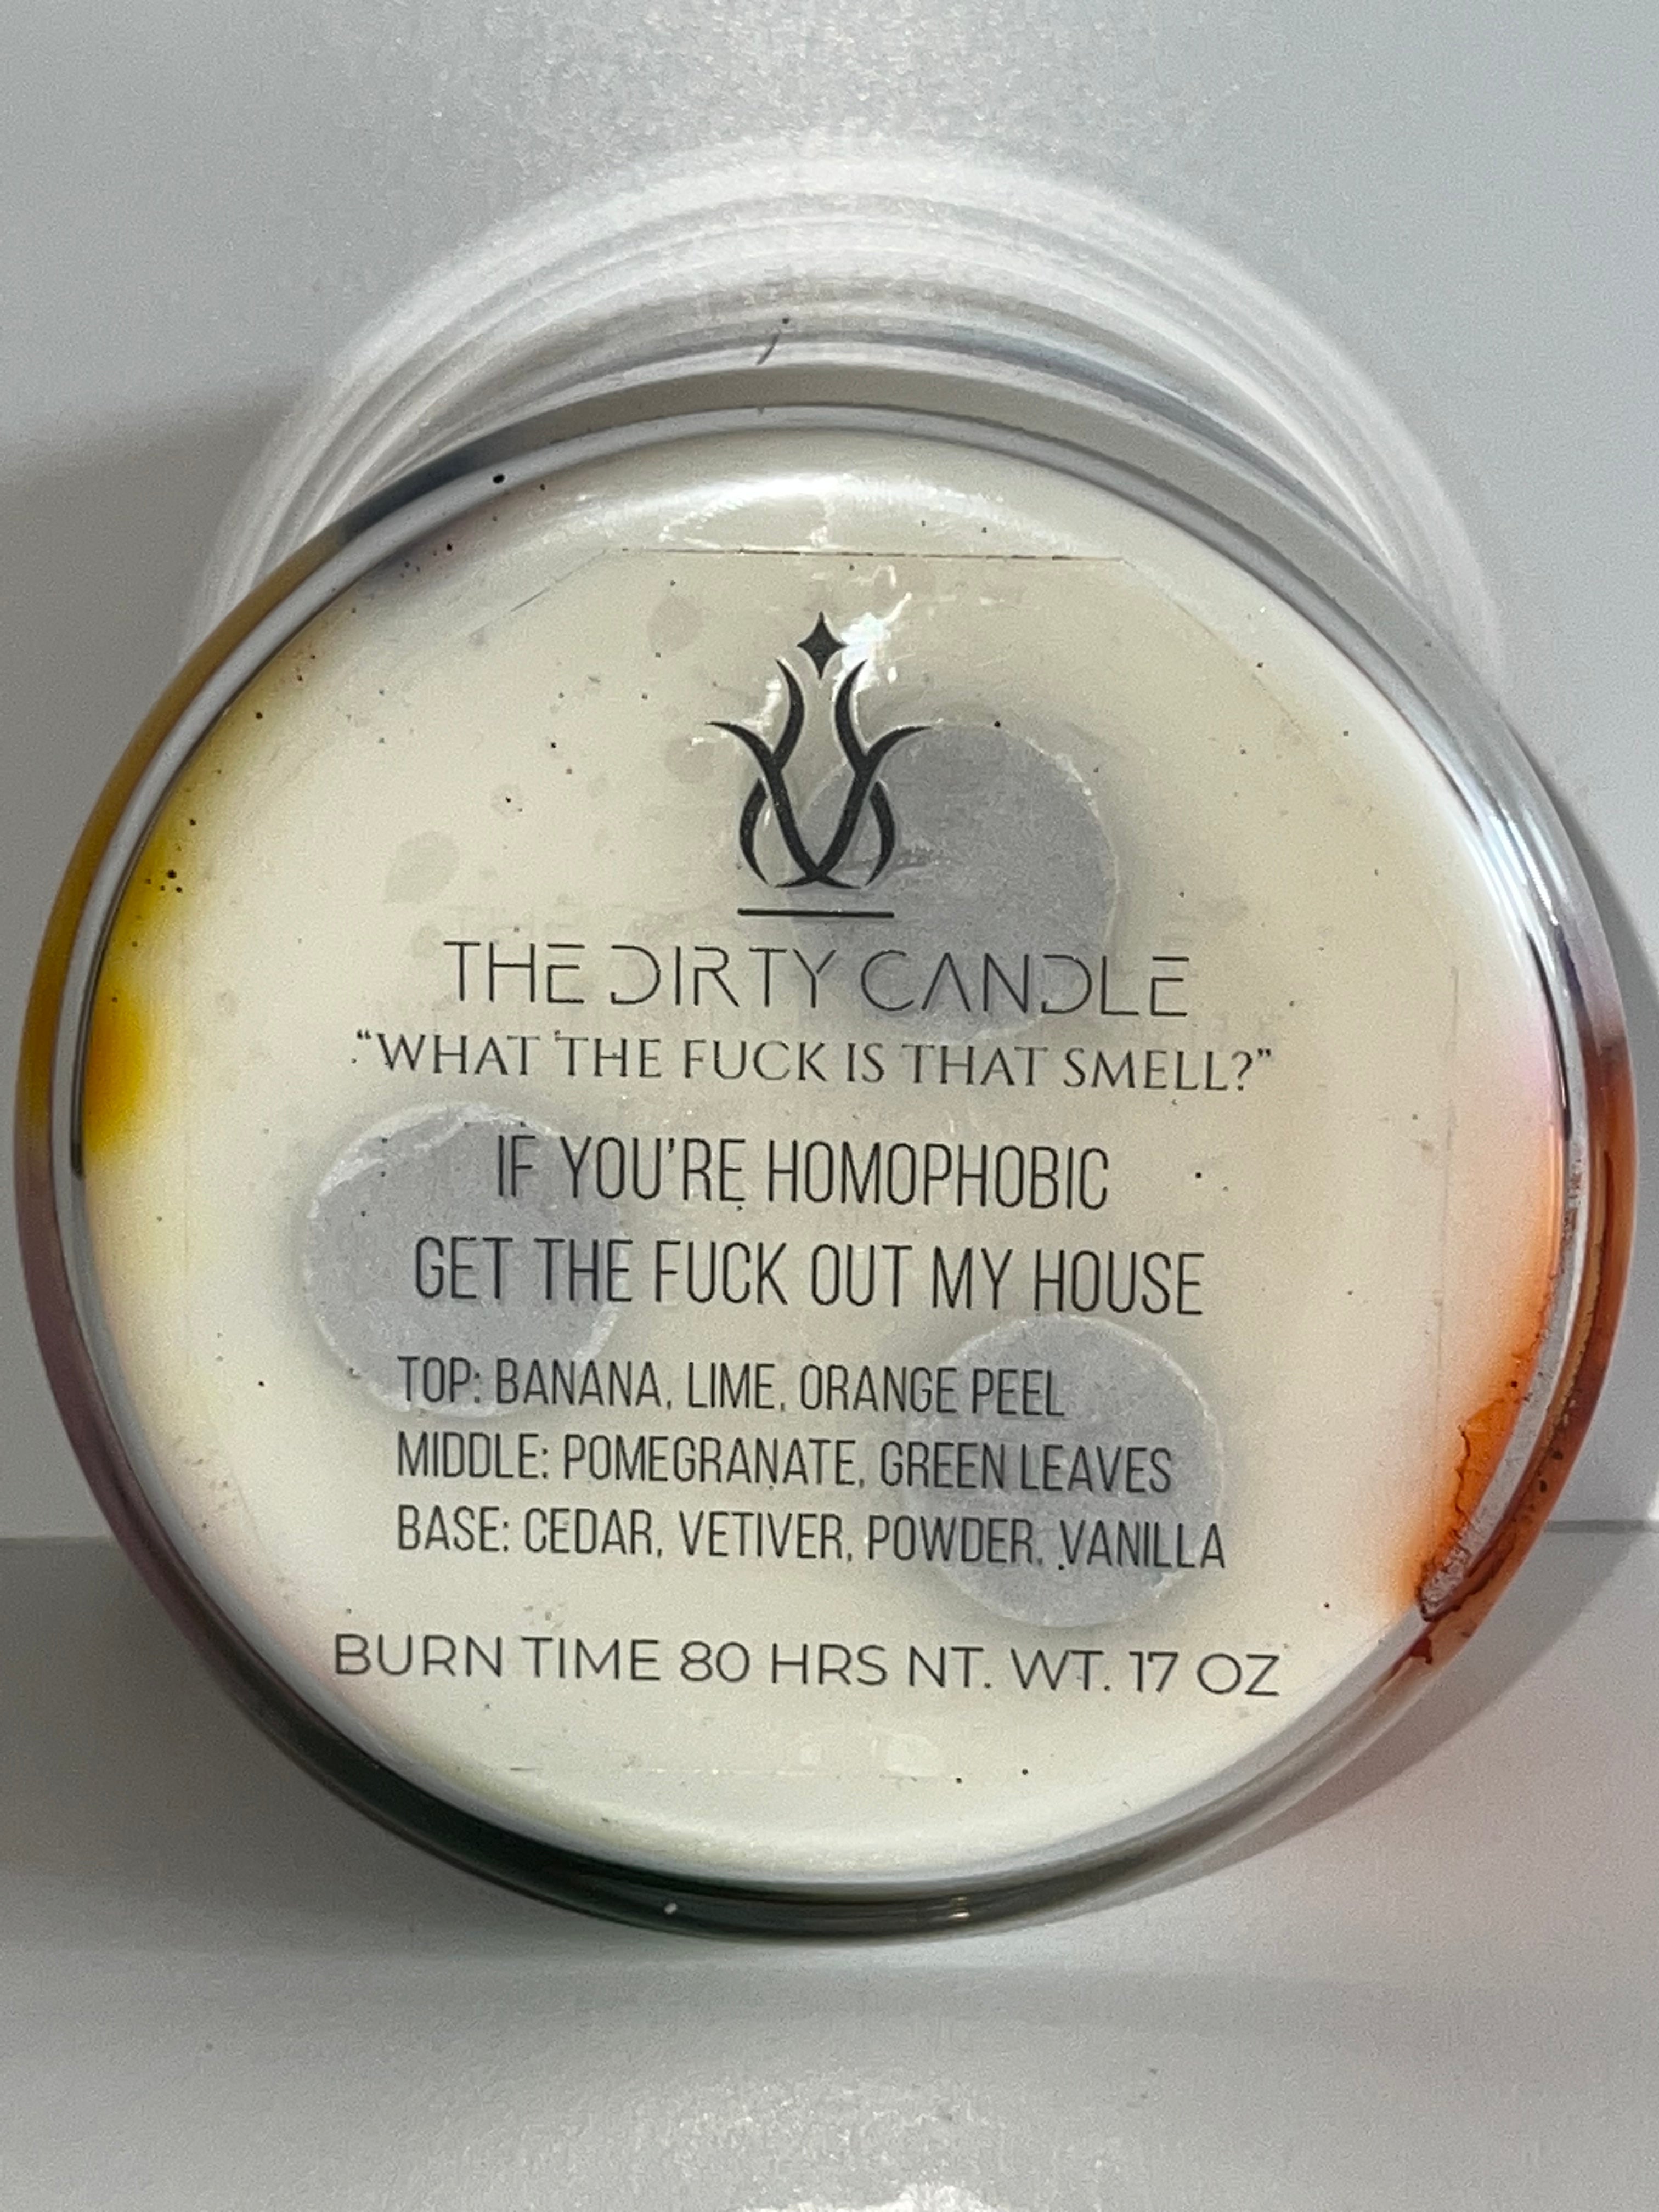 THE DIRTY CANDLE
“WHAT THE FUCK IS THAT SMELL?”
IF YOU’RE HOMOPHOBIC
GET THE FUCK OUT MY HOUSE
TOP: BANANA, LIME, ORANGE PEEL
MIDDLE: POMEGRANATE, GREEN LEAVES
BASE: CEDAR, VETIVER, POWDER, VANILLA
BURN TIME 80 HRS NT. WT. 17 OZ